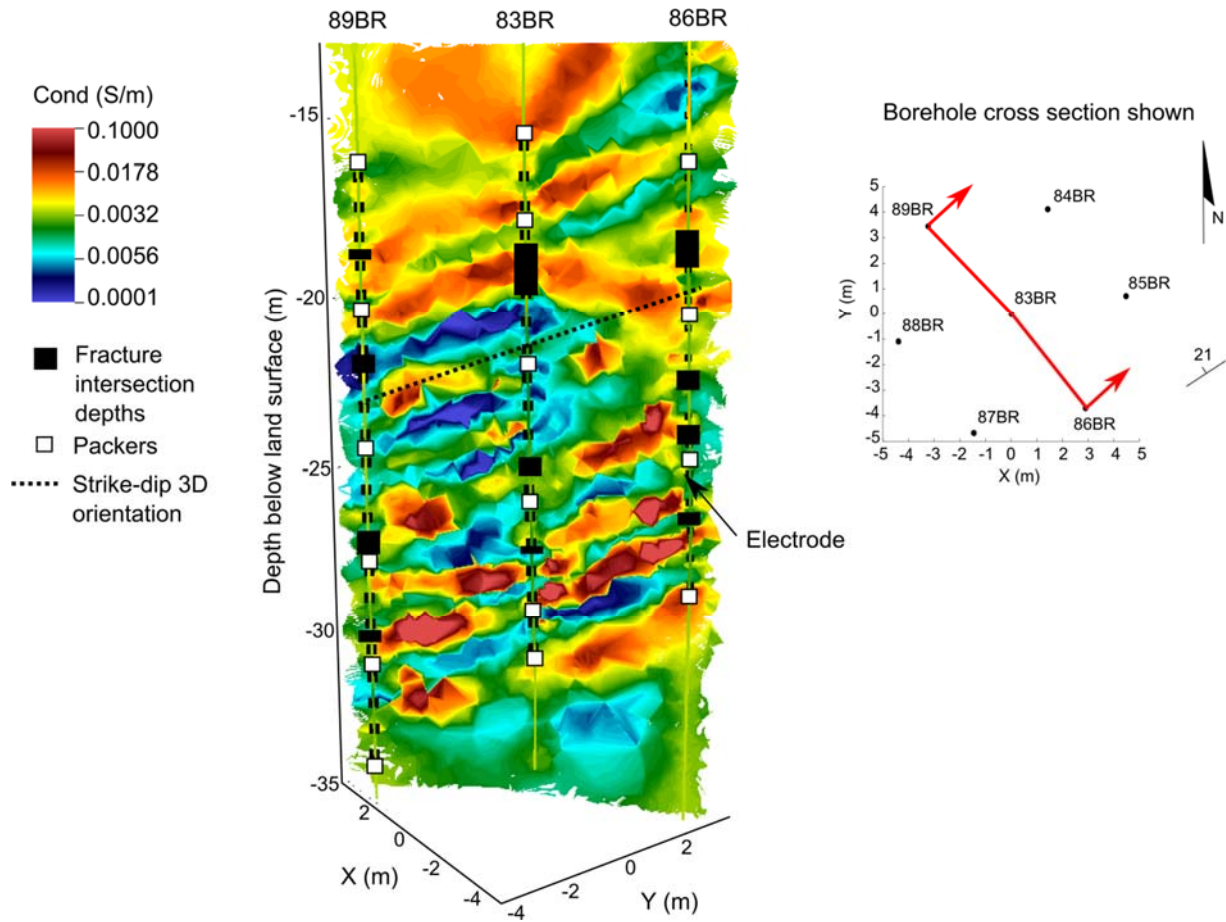 89BR
83BR
86BR
Cond (S/m)
0.1000
0.0178
0.0032
0.0056
0.0001
Fracture
intersection
depths
Packers
Strike-dip 3D
orientation
Depth below land surface (m)
-15
-20
-25
-30
-35
2
0
-2
-4
X (m)
-4
-2
0
2
Y (m)
Electrode
Borehole cross section shown
N
5
4
3
2
1
0
-1
-2
-3
-4
-5
Y (m)
89BR
84BR
83BR
85BR
88BR
87BR
86BR
21
-5 -4 -3 -2 -1 0 1 2 3 4 5
X (m)